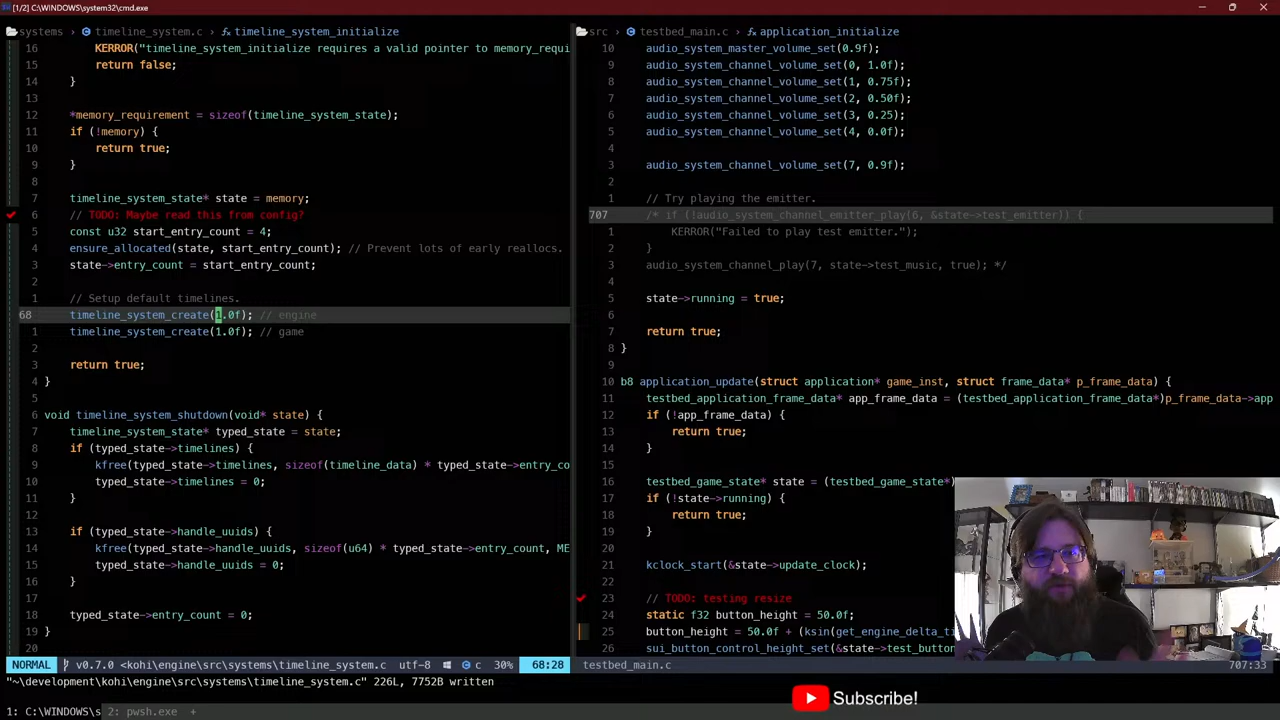 [1/2] C:\WINDOWS\system32\cmd.exe
systems > timeline_system.c > timeline_system_initialize
16 KERROR("timeline_system_initialize requires a valid pointer to memory_requi
15 return false;
14 }
13
12 *memory_requirement = sizeof(timeline_system_state);
11 if (!memory) {
10 return true;
9 }
8
7 timeline_system_state* state = memory;
6 // TODO: Maybe read this from config?
5 const u32 start_entry_count = 4;
4 ensure_allocated(state, start_entry_count); // Prevent lots of early reallocs.
3 state->entry_count = start_entry_count;
2
1 // Setup default timelines.
68 timeline_system_create(1.0f); // engine
1 timeline_system_create(1.0f); // game
2
3 return true;
4 }
5
6 void timeline_system_shutdown(void* state) {
7 timeline_system_state* typed_state = state;
8 if (typed_state->timelines) {
9 kfree(typed_state->timelines, sizeof(timeline_data) * typed_state->entry_co
10 typed_state->timelines = 0;
11 }
12
13 if (typed_state->handle_uuids) {
14 kfree(typed_state->handle_uuids, sizeof(u64) * typed_state->entry_count, ME
15 typed_state->handle_uuids = 0;
16 }
17
18 typed_state->entry_count = 0;
19 }
20
src > testbed_main.c > application_initialize
10 audio_system_master_volume_set(0.9f);
9 audio_system_channel_volume_set(0, 1.0f);
8 audio_system_channel_volume_set(1, 0.75f);
7 audio_system_channel_volume_set(2, 0.50f);
6 audio_system_channel_volume_set(3, 0.25);
5 audio_system_channel_volume_set(4, 0.0f);
4
3 audio_system_channel_volume_set(7, 0.9f);
2
1 // Try playing the emitter.
707 /* if (!audio_system_channel_emitter_play(6, &state->test_emitter)) {
1 KERROR("Failed to play test emitter.");
2 }
3 audio_system_channel_play(7, state->test_music, true); */
4
5 state->running = true;
6
7 return true;
8 }
9
10 b8 application_update(struct application* game_inst, struct frame_data* p_frame_data) {
11 testbed_application_frame_data* app_frame_data = (testbed_application_frame_data*)p_frame_data->app
12 if (!app_frame_data) {
13 return true;
14 }
15
16 testbed_game_state* state = (testbed_game_state*)
17 if (!state->running) {
18 return true;
19 }
20
21 kclock_start(&state->update_clock);
22
23 // TODO: testing resize
24 static f32 button_height = 50.0f;
25 button_height = 50.0f + (ksin(get_engine_delta_ti
26 sui_button_control_height_set(&state->test_button
NORMAL v0.7.0 <kohi\engine\src\systems\timeline_system.c utf-8 c 30% 68:28
testbed_main.c 707:33
"~\development\kohi\engine\src\systems\timeline_system.c" 226L, 7752B written
Subscribe!
1: C:\WINDOWS\s 2: pwsh.exe +